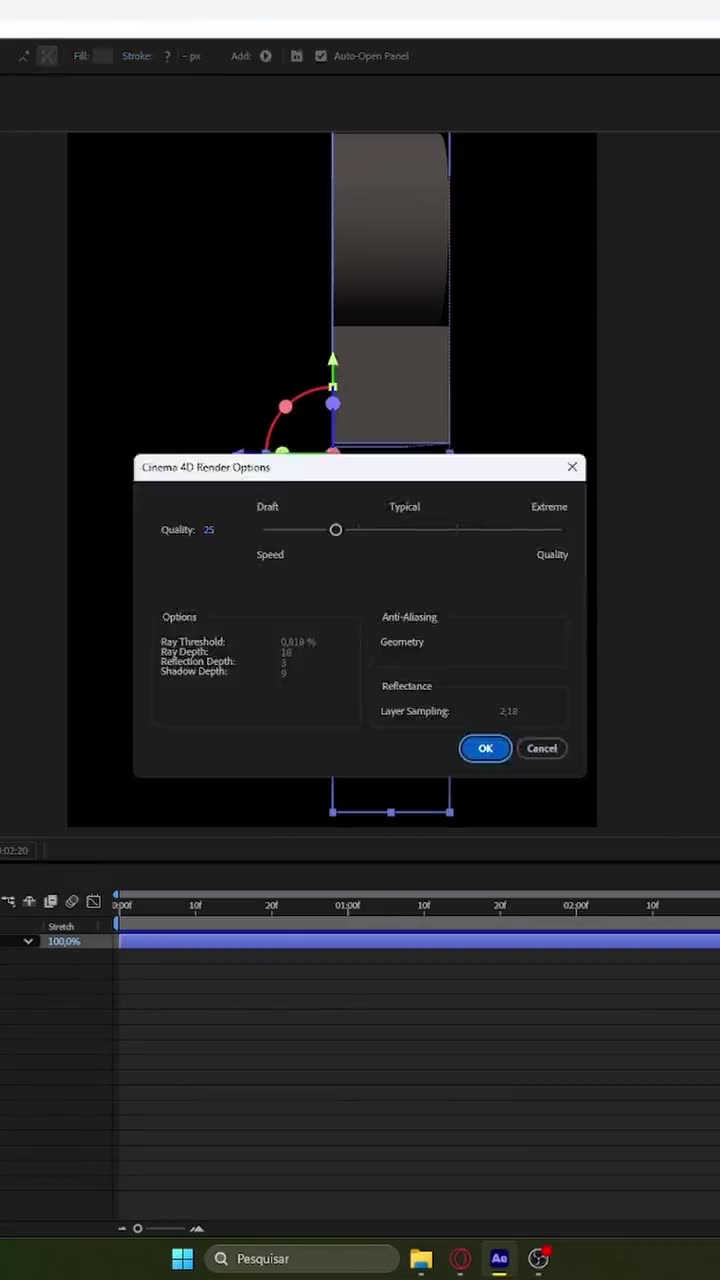 Fill: Stroke: ? - px Add: Auto-Open Panel
Cinema 4D Render Options
Draft Typical Extreme
Quality: 25
Speed Quality
Options Anti-Aliasing
Ray Threshold: 0,818 % Geometry
Ray Depth: 18
Reflection Depth: 3
Shadow Depth: 9
Reflectance
Layer Sampling: 2,18
OK Cancel
:02:20
0:00f 10f 20f 01:00f 10f 20f 02:00f 10f
Stretch
100,0%
Pesquisar
Ae